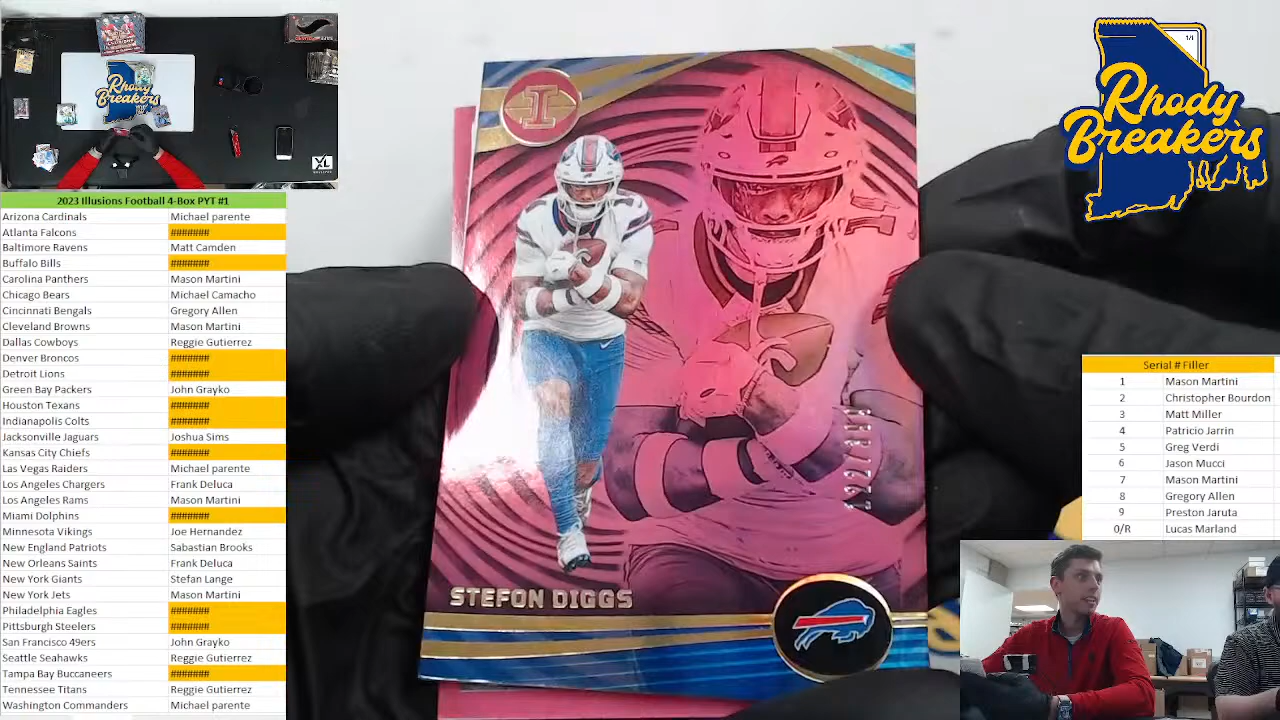 Rhody
Breakers
XL
2023 Illusions Football 4-Box PYT #1
Arizona Cardinals Michael parente
Atlanta Falcons #######
Baltimore Ravens Matt Camden
Buffalo Bills #######
Carolina Panthers Mason Martini
Chicago Bears Michael Camacho
Cincinnati Bengals Gregory Allen
Cleveland Browns Mason Martini
Dallas Cowboys Reggie Gutierrez
Denver Broncos #######
Detroit Lions #######
Green Bay Packers John Grayko
Houston Texans #######
Indianapolis Colts #######
Jacksonville Jaguars Joshua Sims
Kansas City Chiefs #######
Las Vegas Raiders Michael parente
Los Angeles Chargers Frank Deluca
Los Angeles Rams Mason Martini
Miami Dolphins #######
Minnesota Vikings Joe Hernandez
New England Patriots Sabastian Brooks
New Orleans Saints Frank Deluca
New York Giants Stefan Lange
New York Jets Mason Martini
Philadelphia Eagles #######
Pittsburgh Steelers #######
San Francisco 49ers John Grayko
Seattle Seahawks Reggie Gutierrez
Tampa Bay Buccaneers #######
Tennessee Titans Reggie Gutierrez
Washington Commanders Michael parente
I
STEFON DIGGS
1/1
Rhody
Breakers
Serial # Filler
1 Mason Martini
2 Christopher Bourdon
3 Matt Miller
4 Patricio Jarrin
5 Greg Verdi
6 Jason Mucci
7 Mason Martini
8 Gregory Allen
9 Preston Jaruta
0/R Lucas Marland